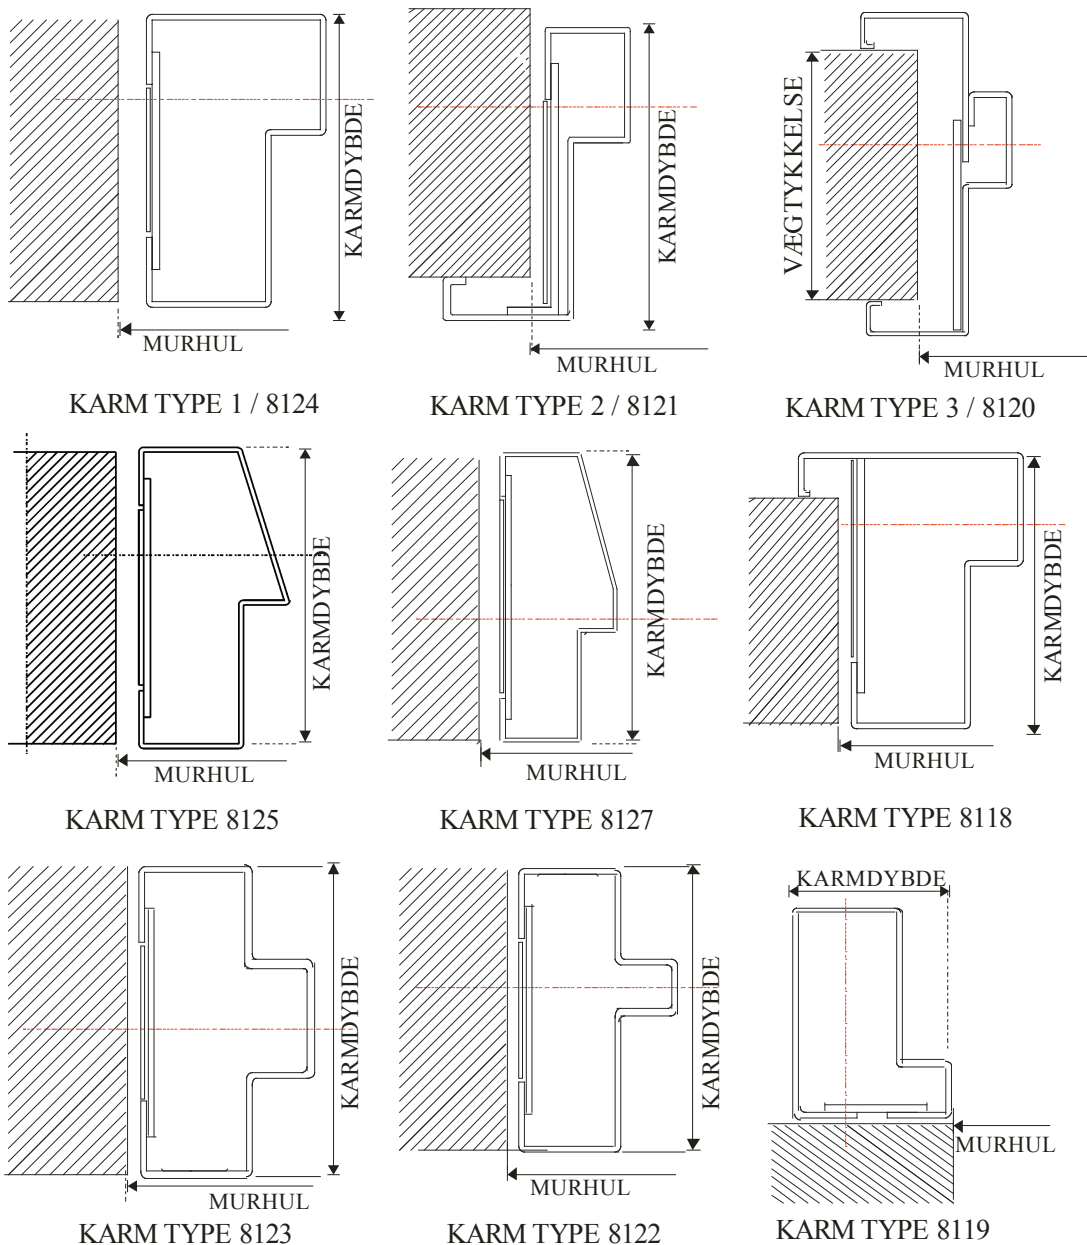 KARMDYBDE
MURHUL
KARM TYPE 1 / 8124
KARMDYBDE
MURHUL
KARM TYPE 2 / 8121
VÆGTYKKELSE
MURHUL
KARM TYPE 3 / 8120
KARMDYBDE
MURHUL
KARM TYPE 8125
KARMDYBDE
MURHUL
KARM TYPE 8127
KARMDYBDE
MURHUL
KARM TYPE 8118
KARMDYBDE
MURHUL
KARM TYPE 8123
KARMDYBDE
MURHUL
KARM TYPE 8122
KARMDYBDE
MURHUL
KARM TYPE 8119